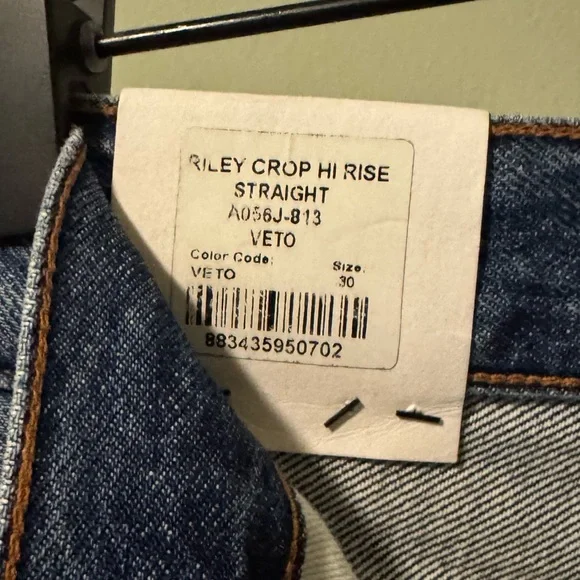 RILEY CROP HI RISE
STRAIGHT
A056J-813
VETO
Color Code:
VETO
Size:
30
883435950702